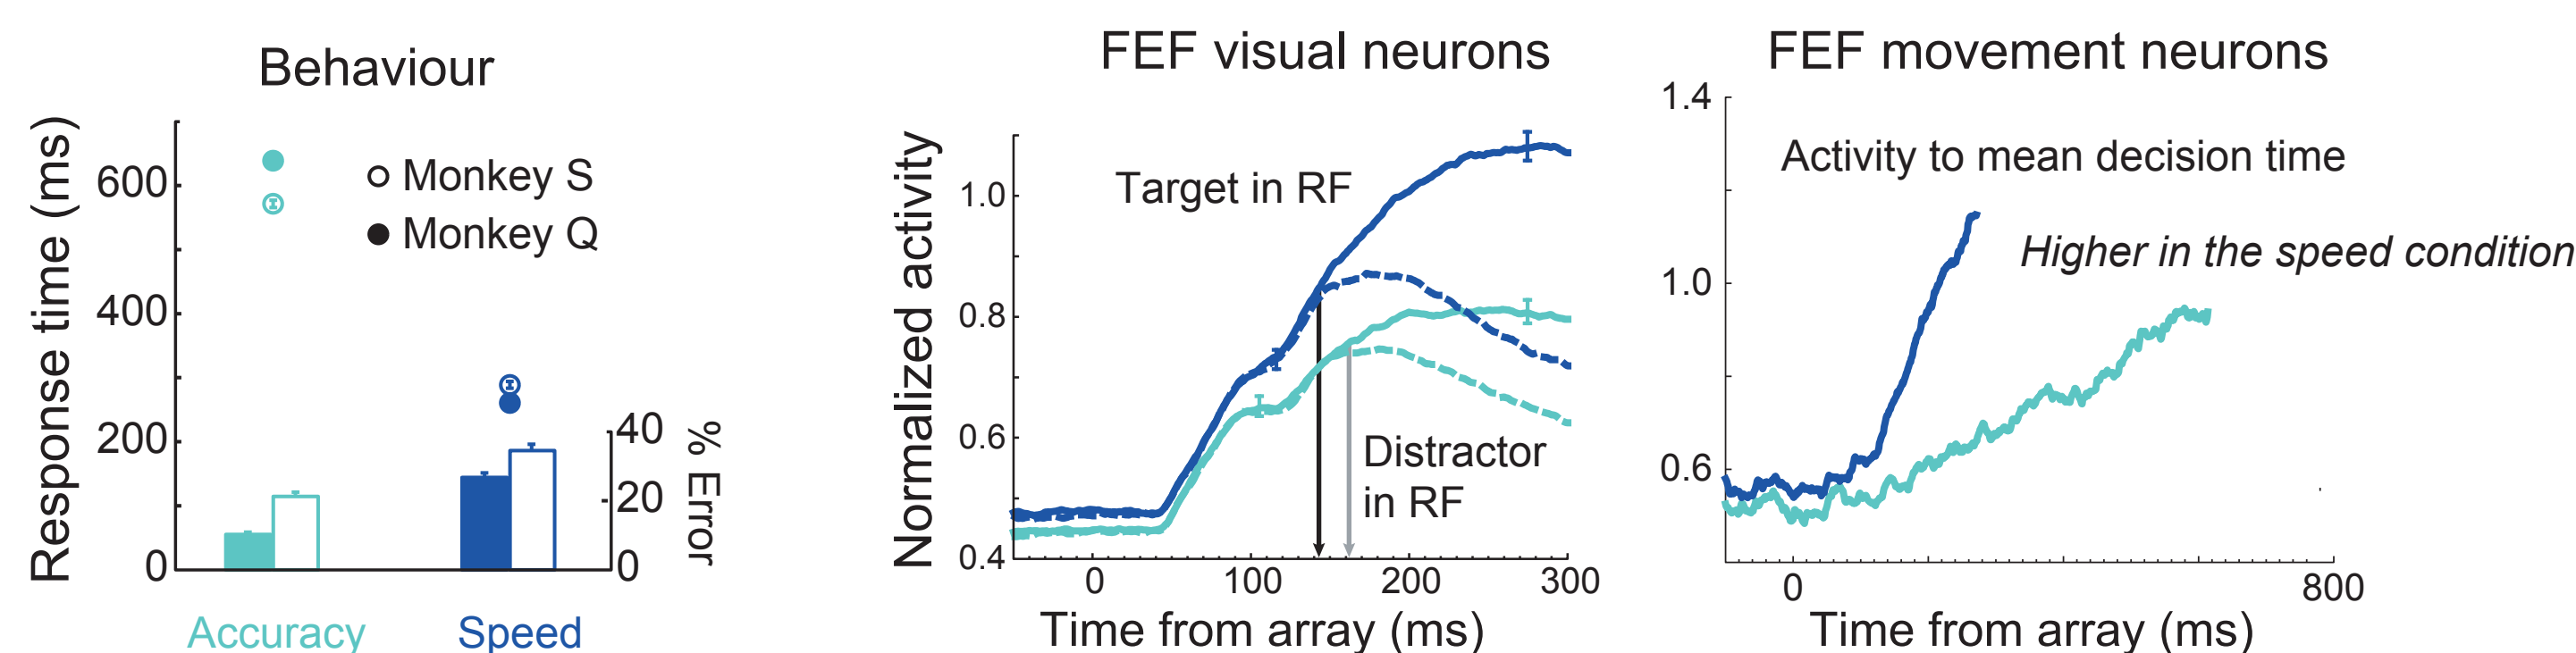 Behaviour
Response time (ms)
600
400
200
0
Monkey S
Monkey Q
40
20
0
% Error
Accuracy
Speed
FEF visual neurons
Normalized activity
1.0
0.8
0.6
0.4
Target in RF
Distractor
in RF
0
100
200
300
Time from array (ms)
FEF movement neurons
1.4
1.0
0.6
Activity to mean decision time
Higher in the speed condition
0
800
Time from array (ms)